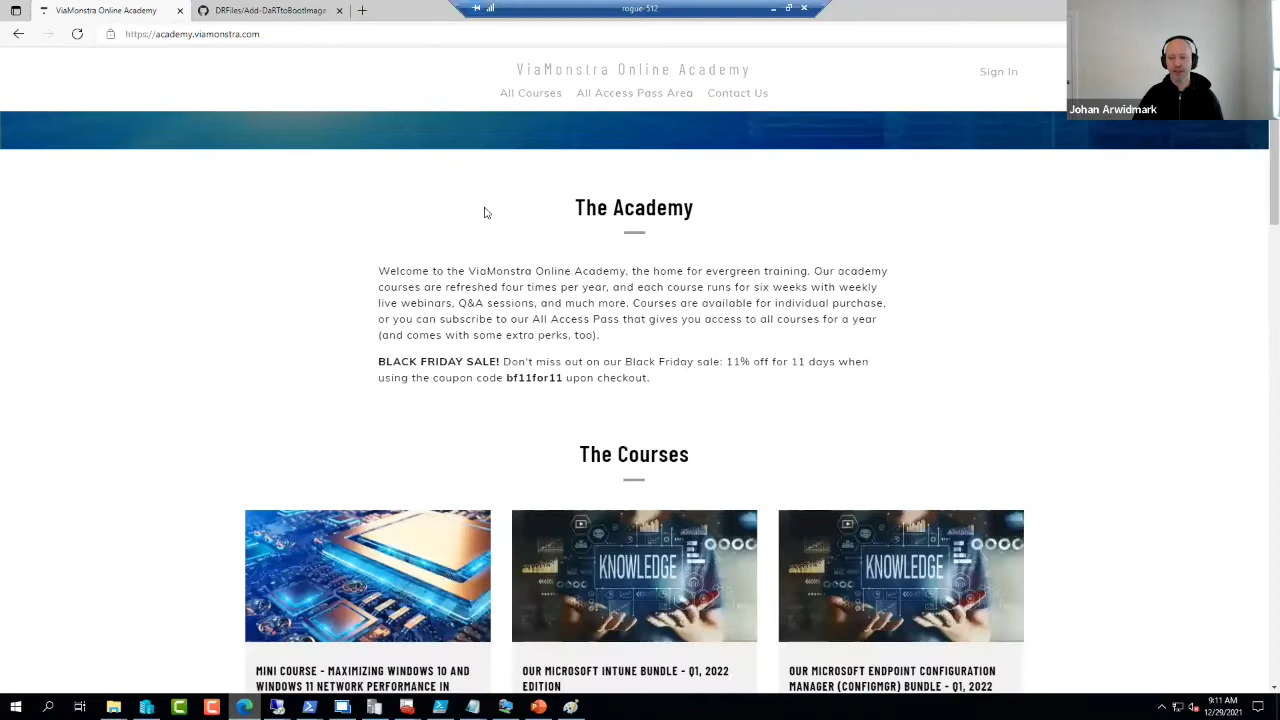 ViaMonstra Online Academy
DRFiles/Add-DaRTtoBootImage
rogue-512
https://academy.viamonstra.com
ViaMonstra Online Academy
Sign In
All Courses All Access Pass Area Contact Us
Johan Arwidmark
The Academy
Welcome to the ViaMonstra Online Academy, the home for evergreen training. Our academy
courses are refreshed four times per year, and each course runs for six weeks with weekly
live webinars, Q&A sessions, and much more. Courses are available for individual purchase,
or you can subscribe to our All Access Pass that gives you access to all courses for a year
(and comes with some extra perks, too).
BLACK FRIDAY SALE! Don't miss out on our Black Friday sale: 11% off for 11 days when
using the coupon code bf11for11 upon checkout.
The Courses
KNOWLEDGE
KNOWLEDGE
MINI COURSE - MAXIMIZING WINDOWS 10 AND
WINDOWS 11 NETWORK PERFORMANCE IN
OUR MICROSOFT INTUNE BUNDLE - Q1, 2022
EDITION
OUR MICROSOFT ENDPOINT CONFIGURATION
MANAGER (CONFIGMGR) BUNDLE - Q1, 2022
9:11 AM
12/29/2021